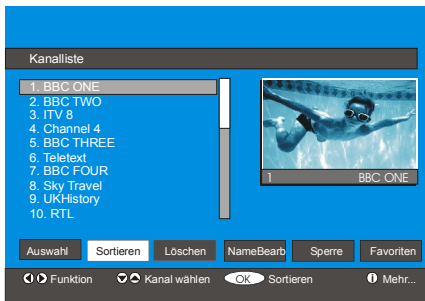 Kanalliste
1. BBC ONE
2. BBC TWO
3. ITV 8
4. Channel 4
5. BBC THREE
6. Teletext
7. BBC FOUR
8. Sky Travel
9. UKHistory
10. RTL
1 BBC ONE
Auswahl Sortieren Löschen NameBearb Sperre Favoriten
Funktion Kanal wählen OK Sortieren i Mehr...